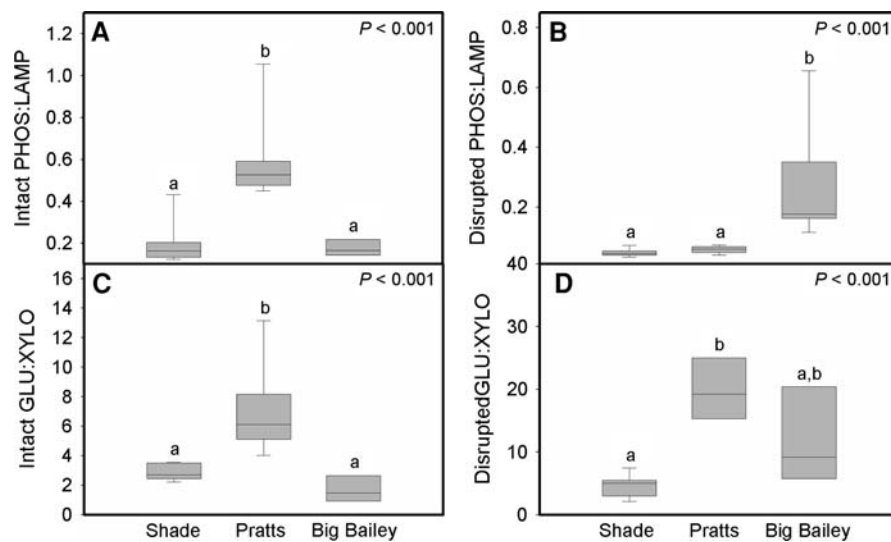 A
P < 0.001
Intact PHOS:LAMP
1.2
1.0
0.8
0.6
0.4
0.2
a
b
a
B
P < 0.001
Disrupted PHOS:LAMP
0.8
0.6
0.4
0.2
a
a
b
C
P < 0.001
Intact GLU:XYLO
16
14
12
10
8
6
4
2
0
a
b
a
Shade
Pratts
Big Bailey
D
P < 0.001
DisruptedGLU:XYLO
40
30
20
10
0
a
b
a,b
Shade
Pratts
Big Bailey